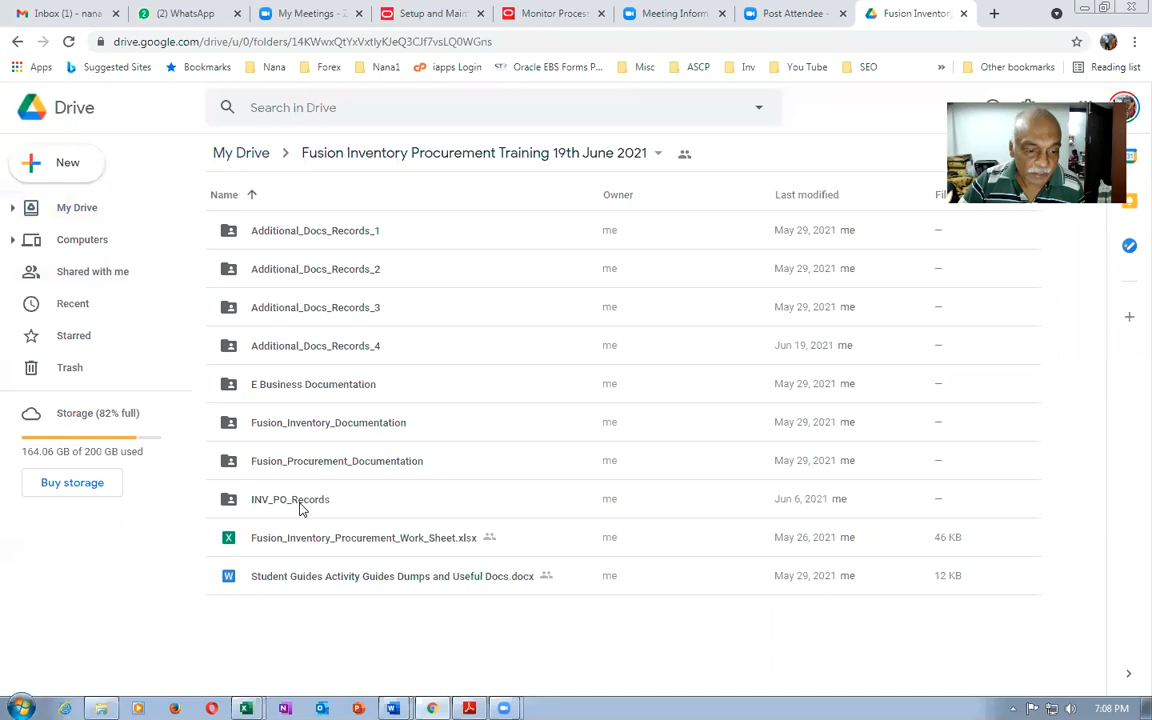 Inbox (1) - nana
(2) WhatsApp
My Meetings - Z
Setup and Main
Monitor Process
Meeting Inform
Post Attendee -
Fusion Inventor
drive.google.com/drive/u/0/folders/14KWwxQtYxVxtIyKJeQ3CJf7vsLQ0WGns
Apps
Suggested Sites
Bookmarks
Nana
Forex
Nana1
iapps Login
Oracle EBS Forms P...
Misc
ASCP
Inv
You Tube
SEO
»
Other bookmarks
Reading list
Drive
Search in Drive
New
My Drive
Computers
Shared with me
Recent
Starred
Trash
Storage (82% full)
164.06 GB of 200 GB used
Buy storage
My Drive > Fusion Inventory Procurement Training 19th June 2021
Name Owner Last modified Fil
Additional_Docs_Records_1 me May 29, 2021 me —
Additional_Docs_Records_2 me May 29, 2021 me —
Additional_Docs_Records_3 me May 29, 2021 me —
Additional_Docs_Records_4 me Jun 19, 2021 me —
E Business Documentation me May 29, 2021 me —
Fusion_Inventory_Documentation me May 29, 2021 me —
Fusion_Procurement_Documentation me May 29, 2021 me —
INV_PO_Records me Jun 6, 2021 me —
Fusion_Inventory_Procurement_Work_Sheet.xlsx me May 26, 2021 me 46 KB
Student Guides Activity Guides Dumps and Useful Docs.docx me May 29, 2021 me 12 KB
7:08 PM